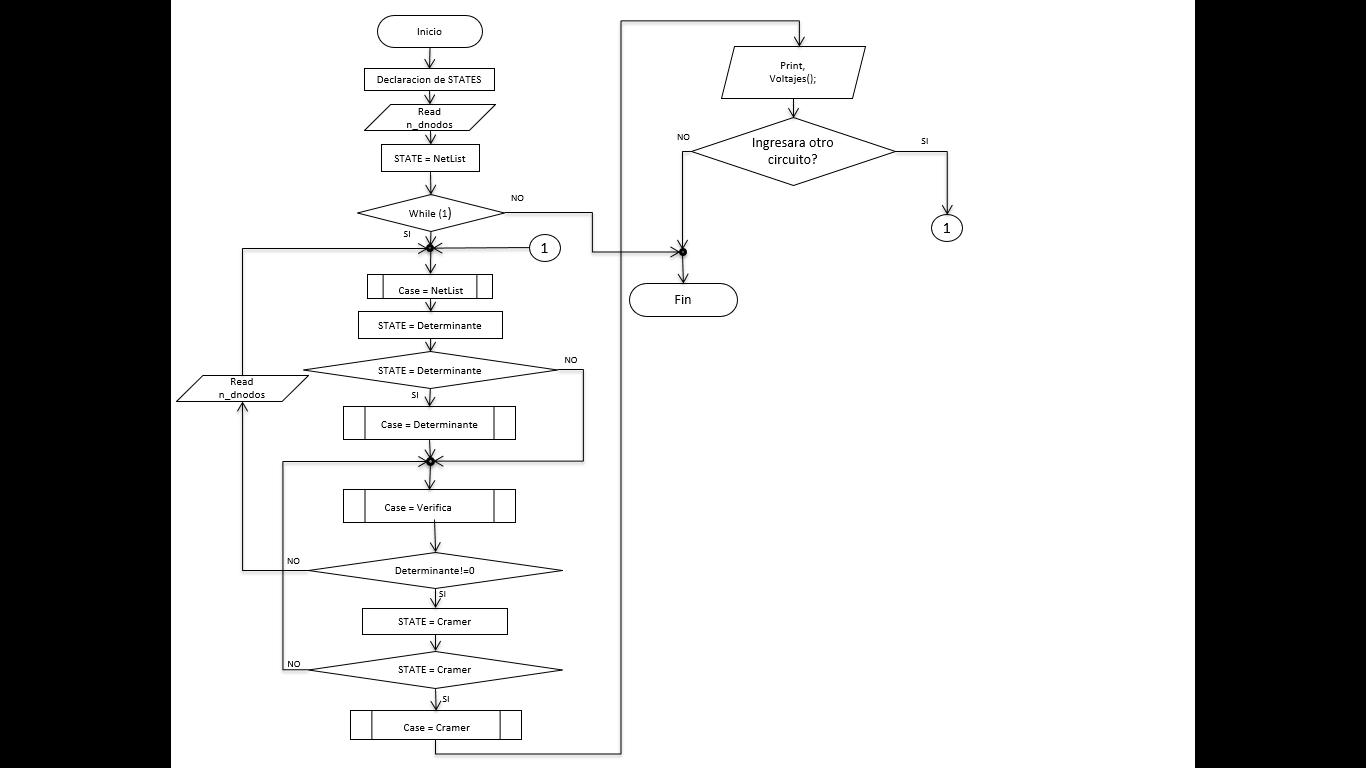 Inicio
Declaracion de STATES
Read
n_dnodos
STATE = NetList
While (1)
NO
SI
1
Case = NetList
STATE = Determinante
STATE = Determinante
NO
SI
Read
n_dnodos
Case = Determinante
Case = Verifica
Determinante!=0
NO
SI
STATE = Cramer
STATE = Cramer
NO
SI
Case = Cramer
Print,
Voltajes();
Ingresara otro
circuito?
NO
SI
1
Fin